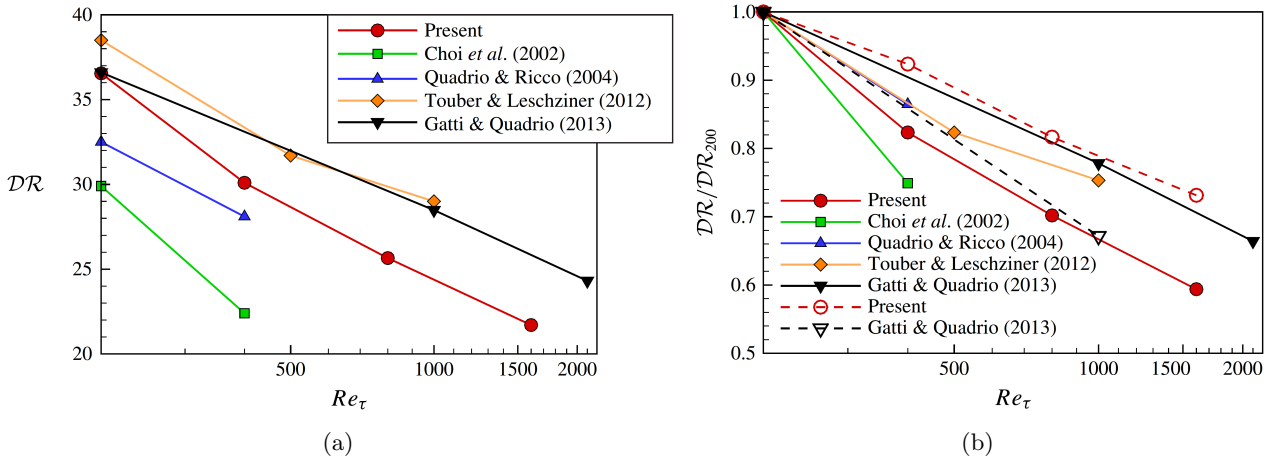 40
35
30
25
20
DR
500
1000
1500
2000
Re_τ
Present
Choi et al. (2002)
Quadrio & Ricco (2004)
Touber & Leschziner (2012)
Gatti & Quadrio (2013)
(a)
1.0
0.9
0.8
0.7
0.6
0.5
DR/DR_200
Present
Choi et al. (2002)
Quadrio & Ricco (2004)
Touber & Leschziner (2012)
Gatti & Quadrio (2013)
Present
Gatti & Quadrio (2013)
500
1000
1500
2000
Re_τ
(b)